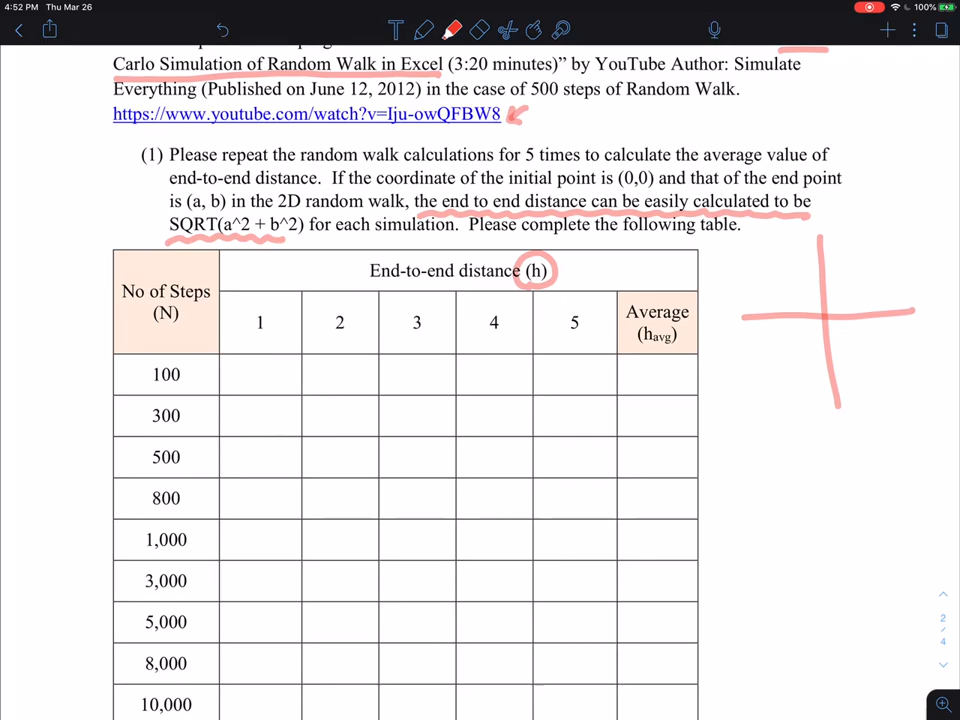 4:52 PM Thu Mar 26
100%
Carlo Simulation of Random Walk in Excel (3:20 minutes)” by YouTube Author: Simulate
Everything (Published on June 12, 2012) in the case of 500 steps of Random Walk.
https://www.youtube.com/watch?v=Iju-owQFBW8
(1) Please repeat the random walk calculations for 5 times to calculate the average value of
end-to-end distance. If the coordinate of the initial point is (0,0) and that of the end point
is (a, b) in the 2D random walk, the end to end distance can be easily calculated to be
SQRT(a^2 + b^2) for each simulation. Please complete the following table.
No of Steps
(N)
End-to-end distance (h)
1 2 3 4 5
Average
(havg)
100
300
500
800
1,000
3,000
5,000
8,000
10,000
2
/
4